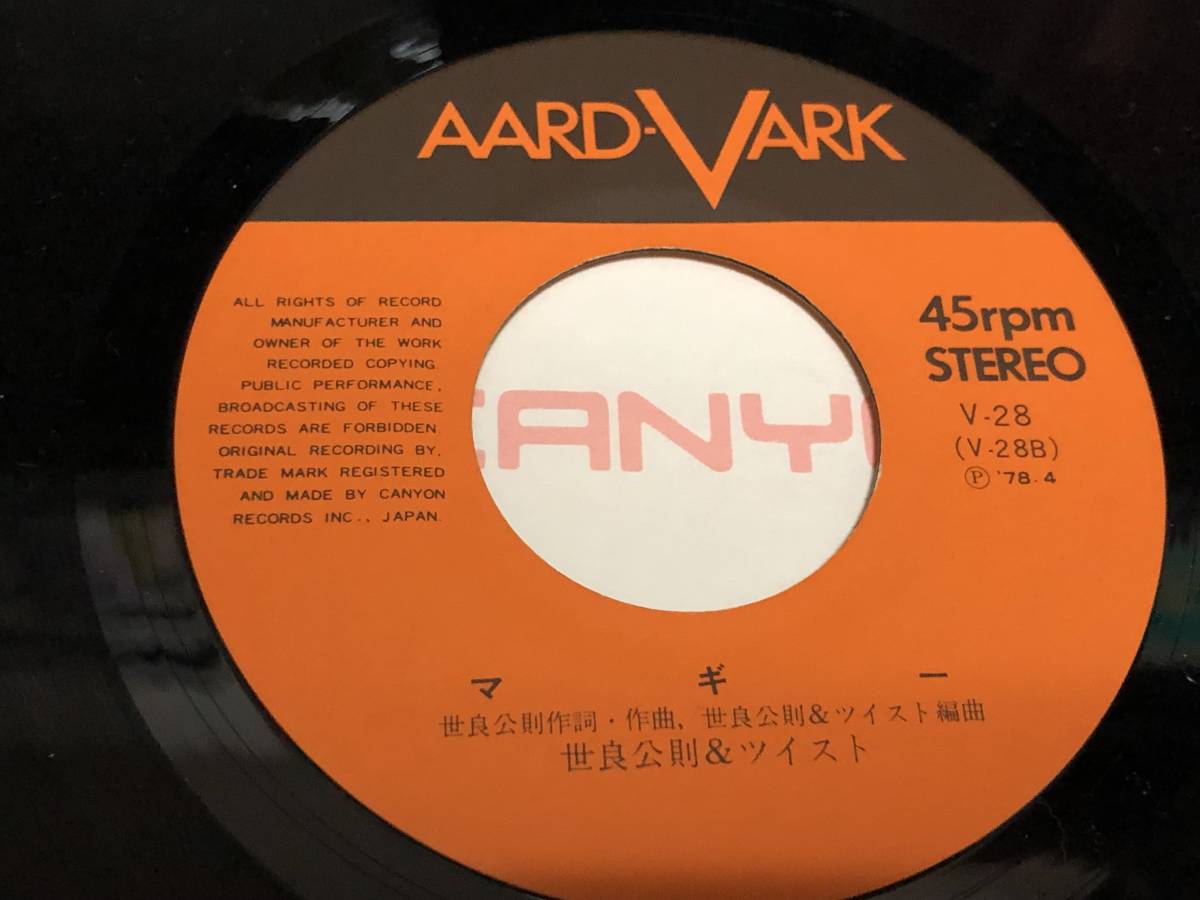 AARD-VARK
ALL RIGHTS OF RECORD
MANUFACTURER AND
OWNER OF THE WORK
RECORDED COPYING.
PUBLIC PERFORMANCE,
BROADCASTING OF THESE
RECORDS ARE FORBIDDEN.
ORIGINAL RECORDING BY,
TRADE MARK REGISTERED
AND MADE BY CANYON
RECORDS INC., JAPAN.
CANYO
45rpm
STEREO
V-28
(V-28B)
Ⓟ '78.4
マギー
世良公則作詞・作曲、世良公則&ツイスト編曲
世良公則&ツイスト